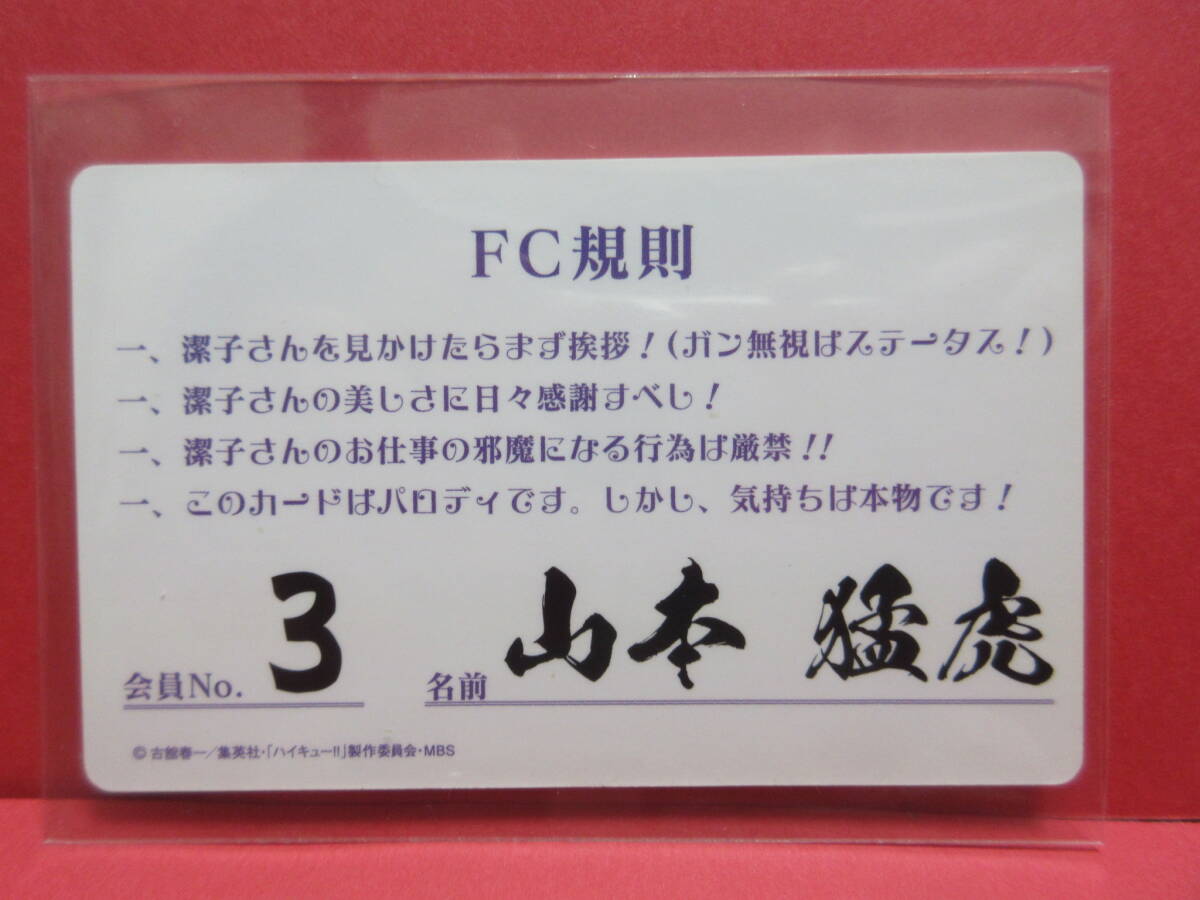 FC規則
一、潔子さんを見かけたらまず挨拶！(ガン無視はステータス！)
一、潔子さんの美しさに日々感謝すべし！
一、潔子さんのお仕事の邪魔になる行為は厳禁！！
一、このカードはパロディです。しかし、気持ちは本物です！
会員No. 3 名前 山本 猛虎
© 古舘春一／集英社・「ハイキュー!!」製作委員会・MBS